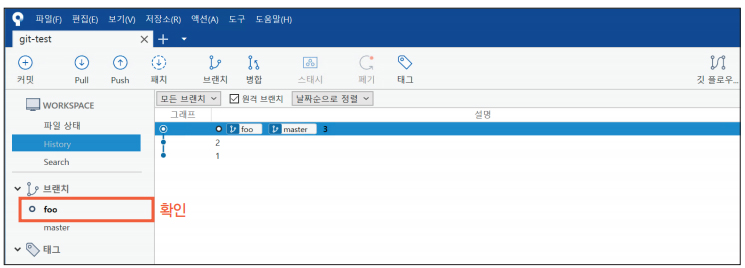 파일(F) 편집(E) 보기(V) 저장소(R) 액션(A) 도구 도움말(H)
git-test
커밋 Pull Push 패치 브랜치 병합 스태시 폐기 태그 깃 플로우...
WORKSPACE
파일 상태
History
Search
브랜치
foo
master
태그
모든 브랜치 원격 브랜치 날짜순으로 정렬
그래프 설명
foo master 3
2
1
확인